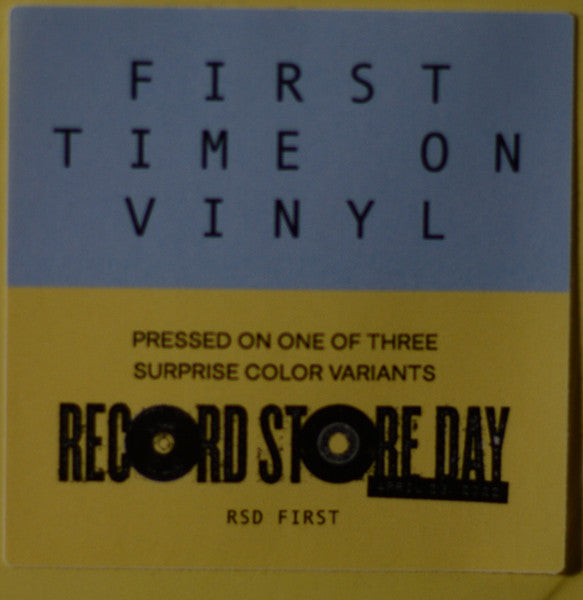 FIRST
TIME ON
VINYL
PRESSED ON ONE OF THREE
SURPRISE COLOR VARIANTS
RECORD STORE DAY
RSD FIRST